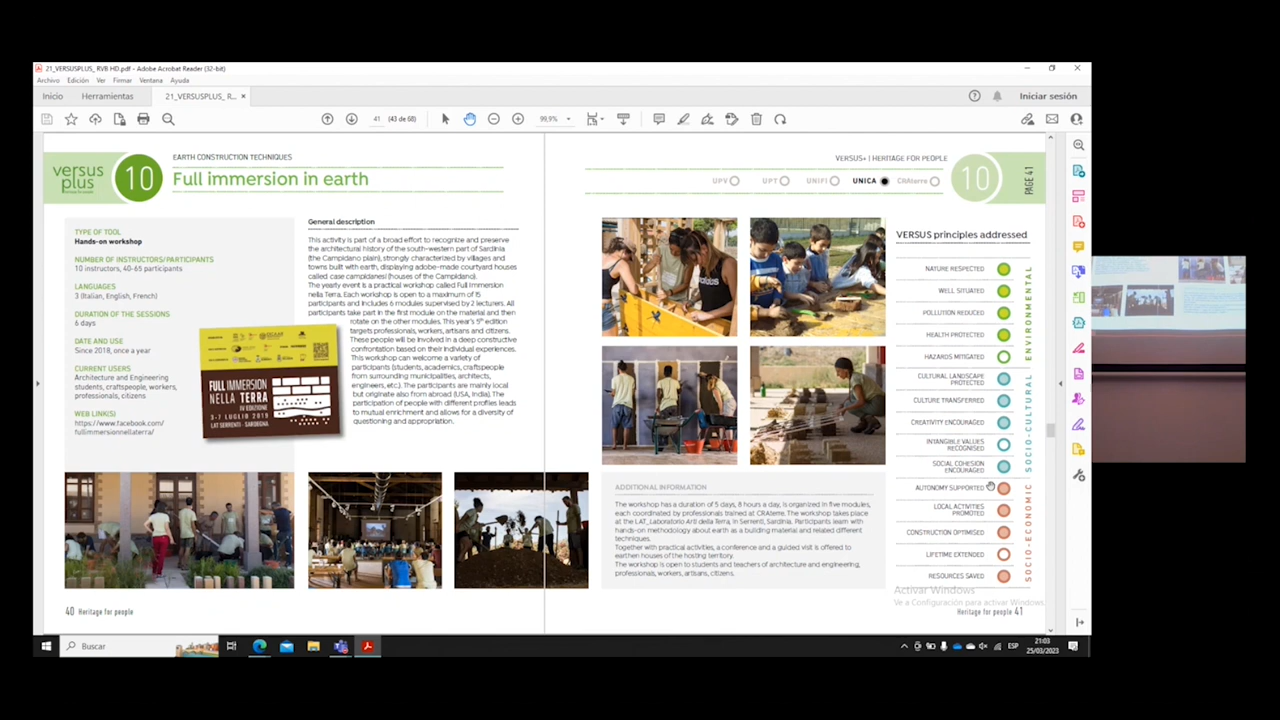 21_VERSUSPLUS_ RVB HD.pdf - Adobe Acrobat Reader (32-bit)
Archivo Edición Ver Firmar Ventana Ayuda
Inicio Herramientas 21_VERSUSPLUS_ R... × Iniciar sesión
41 (43 de 68) 99,9%
versus plus
10
EARTH CONSTRUCTION TECHNIQUES
Full immersion in earth
VERSUS+ | HERITAGE FOR PEOPLE
UPV UPT UNIFI UNICA CRAterre
10
PAGE 41
TYPE OF TOOL
Hands-on workshop
NUMBER OF INSTRUCTORS/PARTICIPANTS
10 instructors, 40-65 participants
LANGUAGES
3 (Italian, English, French)
DURATION OF THE SESSIONS
6 days
DATE AND USE
Since 2018, once a year
CURRENT USERS
Architecture and Engineering
students, craftspeople, workers,
professionals, citizens
WEB LINK(S)
https://www.facebook.com/
fullimmersionnellaterra/
FULL
IMMERSION
NELLA TERRA
IV EDIZIONE
3-7 LUGLIO 2019
LAT SERRENTI - SARDEGNA
General description
This activity is part of a broad effort to recognize and preserve
the architectural history of the south-western part of Sardinia
(the Campidano plain), strongly characterized by villages and
towns built with earth, displaying adobe-made courtyard houses
called case campidanesi (houses of the Campidano).
The yearly event is a practical workshop called Full Immersion
nella Terra. Each workshop is open to a maximum of 15
participants and includes 6 modules supervised by 2 lecturers. All
participants take part in the first module on the material and then
rotate on the other modules. This year's 5th edition
targets professionals, workers, artisans and citizens.
These people will be involved in a deep constructive
confrontation based on their individual experiences.
This workshop can welcome a variety of
participants (students, academics, craftspeople
from surrounding municipalities, architects,
engineers, etc.). The participants are mainly local
but originate also from abroad (USA, India). The
participation of people with different profiles leads
to mutual enrichment and allows for a diversity of
questioning and appropriation.
ADDITIONAL INFORMATION
The workshop has a duration of 5 days, 8 hours a day, is organized in five modules,
each coordinated by professionals trained at CRAterre. The workshop takes place
at the LAT_Laboratorio Arti della Terra, in Serrenti, Sardinia. Participants learn with
hands-on methodology about earth as a building material and related different
techniques.
Together with practical activities, a conference and a guided visit is offered to
earthen houses of the hosting territory.
The workshop is open to students and teachers of architecture and engineering,
professionals, workers, artisans, citizens.
VERSUS principles addressed
NATURE RESPECTED
WELL SITUATED
POLLUTION REDUCED
HEALTH PROTECTED
HAZARDS MITIGATED
ENVIRONMENTAL
CULTURAL LANDSCAPE
PROTECTED
CULTURE TRANSFERRED
CREATIVITY ENCOURAGED
INTANGIBLE VALUES
RECOGNISED
SOCIAL COHESION
ENCOURAGED
SOCIO-CULTURAL
AUTONOMY SUPPORTED
LOCAL ACTIVITIES
PROMOTED
CONSTRUCTION OPTIMISED
LIFETIME EXTENDED
RESOURCES SAVED
SOCIO-ECONOMIC
Activar Windows
Ve a Configuración para activar Windows.
40 Heritage for people
Heritage for people 41
Buscar
ESP
21:03
25/03/2023